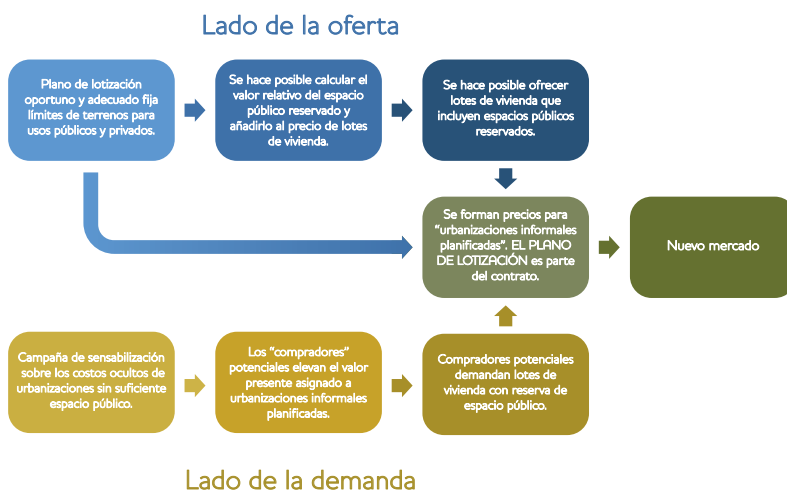 Lado de la oferta
Plano de lotización
oportuno y adecuado fija
límites de terrenos para
usos públicos y privados.
Se hace posible calcular el
valor relativo del espacio
público reservado y
añadirlo al precio de lotes
de vivienda.
Se hace posible ofrecer
lotes de vivienda que
incluyen espacios públicos
reservados.
Se forman precios para
“urbanizaciones informales
planificadas”. EL PLANO
DE LOTIZACIÓN es parte
del contrato.
Nuevo mercado
Campaña de sensabilización
sobre los costos ocultos de
urbanizaciones sin suficiente
espacio público.
Los “compradores”
potenciales elevan el valor
presente asignado a
urbanizaciones informales
planificadas.
Compradores potenciales
demandan lotes de
vivienda con reserva de
espacio público.
Lado de la demanda